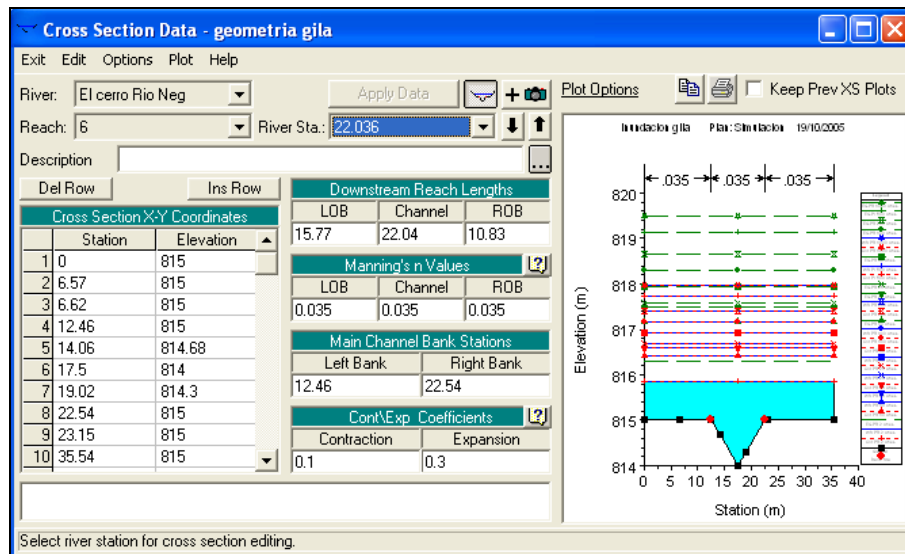 Cross Section Data - geometria gila
Exit Edit Options Plot Help
River: El cerro Rio Neg Apply Data + Plot Options Keep Prev XS Plots
Reach: 6 River Sta.: 22.036
Description ...
Del Row Ins Row
Cross Section X-Y Coordinates
Station Elevation
1 0 815
2 6.57 815
3 6.62 815
4 12.46 815
5 14.06 814.68
6 17.5 814
7 19.02 814.3
8 22.54 815
9 23.15 815
10 35.54 815
Downstream Reach Lengths
LOB Channel ROB
15.77 22.04 10.83
Manning's n Values
LOB Channel ROB
0.035 0.035 0.035
Main Channel Bank Stations
Left Bank Right Bank
12.46 22.54
Cont\Exp Coefficients
Contraction Expansion
0.1 0.3
Inundacion gila Plan: Simulacion 19/10/2005
.035 .035 .035
820
819
818
817
816
815
814
Elevation (m)
0 5 10 15 20 25 30 35 40
Station (m)
Select river station for cross section editing.